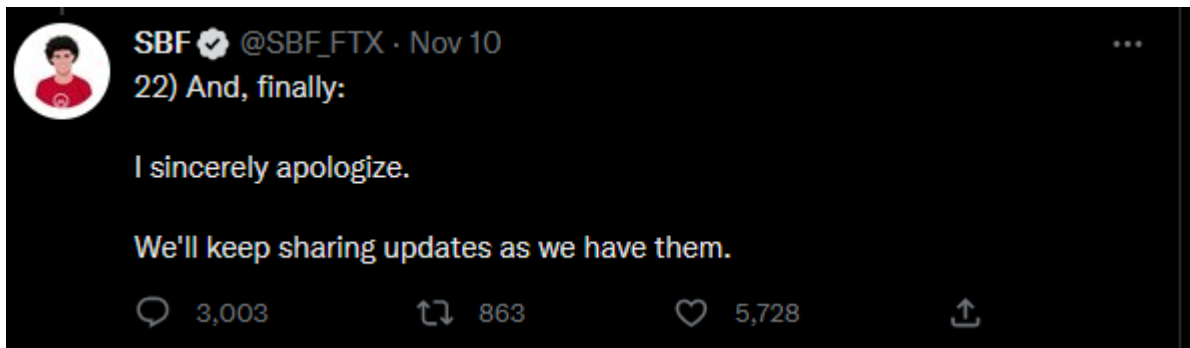 SBF @SBF_FTX · Nov 10
22) And, finally:
I sincerely apologize.
We'll keep sharing updates as we have them.
3,003 863 5,728